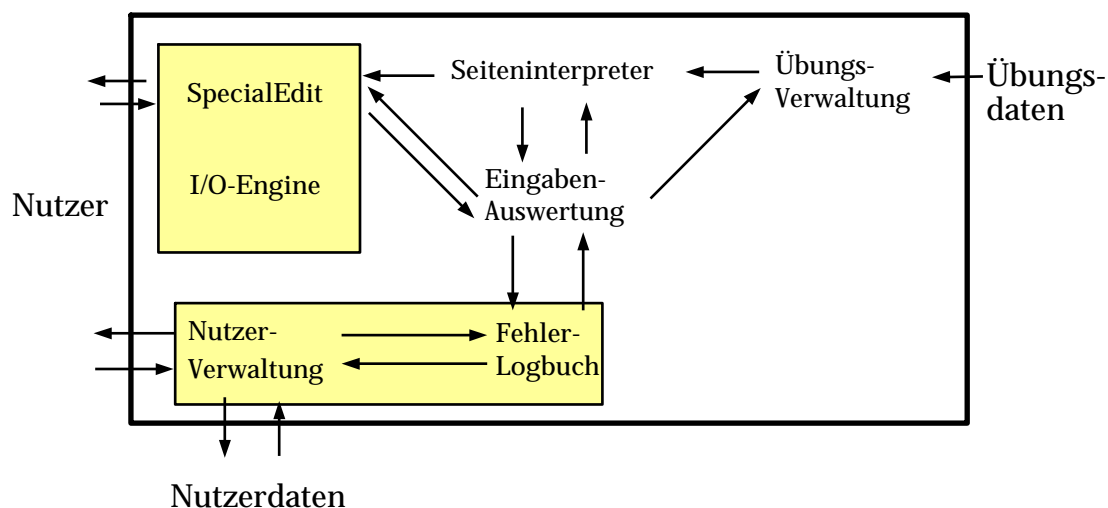 SpecialEdit
I/O-Engine
Seiteninterpreter
Übungs-
Verwaltung
Übungs-
daten
Eingaben-
Auswertung
Nutzer
Nutzer-
Verwaltung
Fehler-
Logbuch
Nutzerdaten